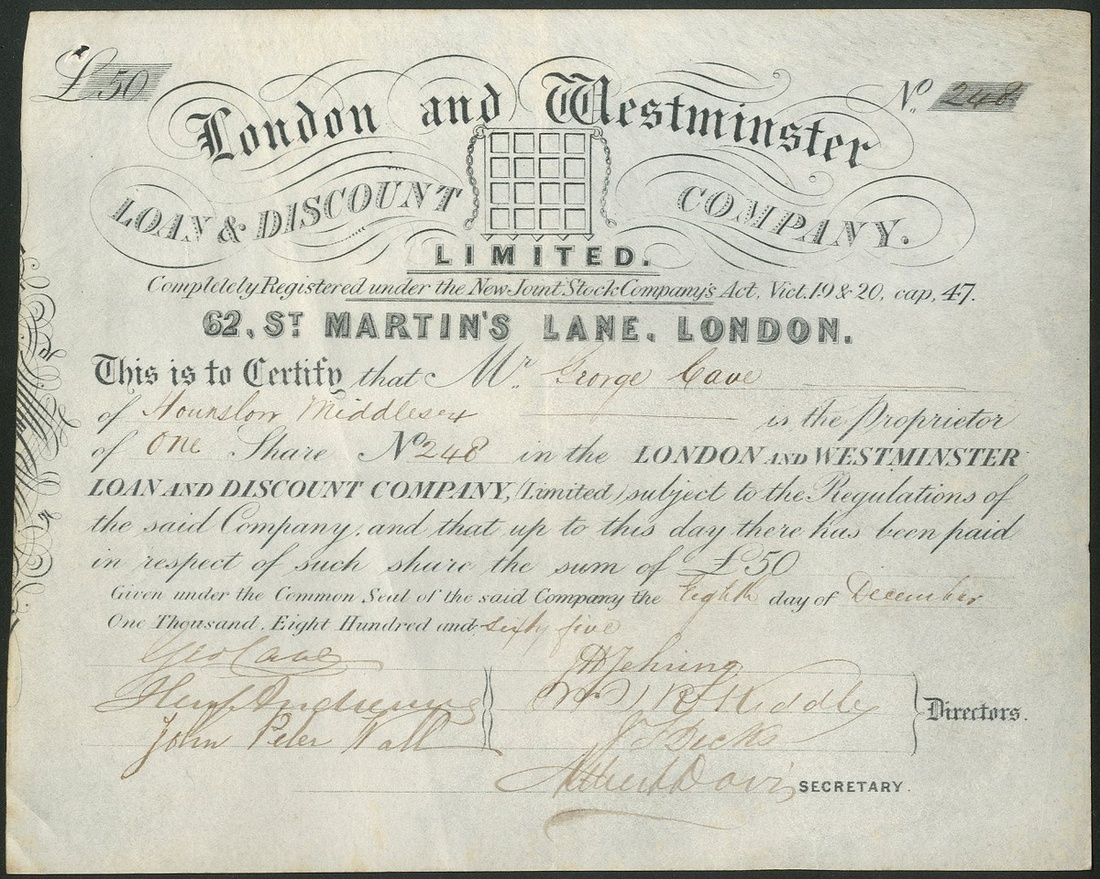 £50
No. 248
London and Westminster
LOAN & DISCOUNT COMPANY.
LIMITED.
Completely Registered under the New Joint Stock Company's Act, Vict. 19 & 20, cap, 47.
62, ST MARTIN'S LANE, LONDON.
This is to Certify that Mr. George Cave
of Hounslow Middlesex is the Proprietor
of One Share No 248 in the LONDON AND WESTMINSTER
LOAN AND DISCOUNT COMPANY, (Limited) subject to the Regulations of
the said Company, and that up to this day there has been paid
in respect of such share the sum of £50
Given under the Common Seal of the said Company the Eighth day of December
One Thousand, Eight Hundred and Sixty five
Geo Cave
Heny Andrews
John Peter Wall
Kiddle
Directors.
Davis SECRETARY.